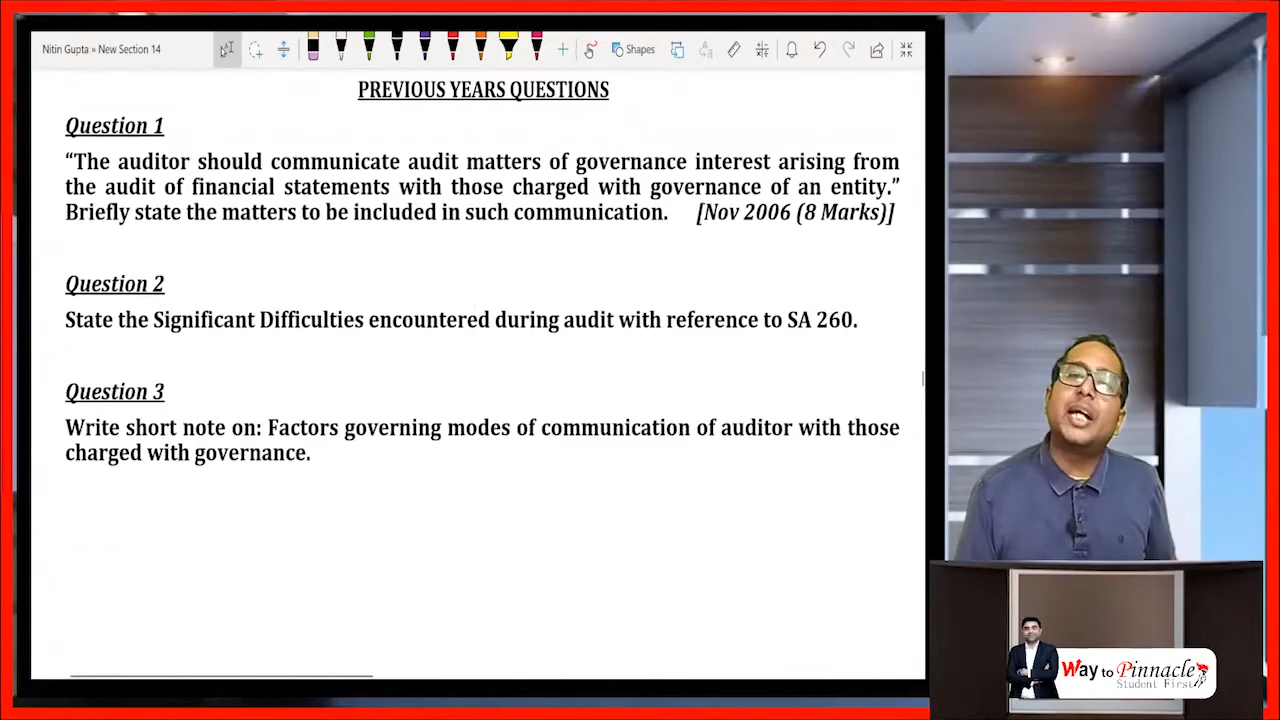 Nitin Gupta » New Section 14
Shapes
PREVIOUS YEARS QUESTIONS
Question 1
“The auditor should communicate audit matters of governance interest arising from
the audit of financial statements with those charged with governance of an entity.”
Briefly state the matters to be included in such communication. [Nov 2006 (8 Marks)]
Question 2
State the Significant Difficulties encountered during audit with reference to SA 260.
Question 3
Write short note on: Factors governing modes of communication of auditor with those
charged with governance.
Way to Pinnacle
Student First